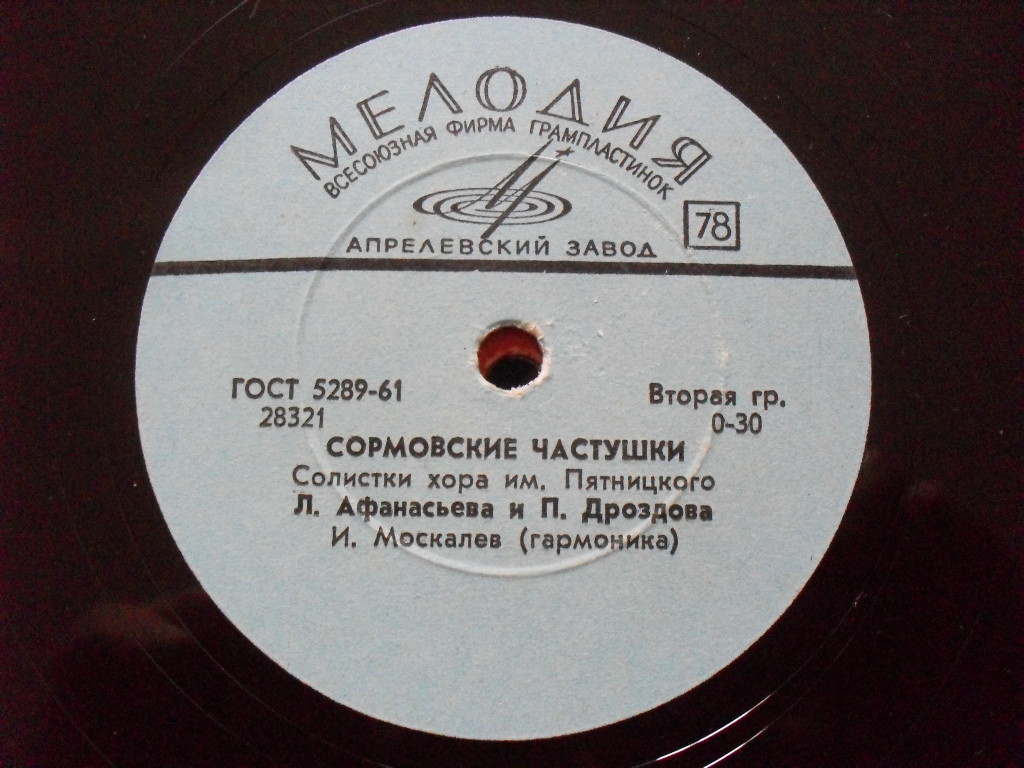 МЕЛОДИЯ
ВСЕСОЮЗНАЯ ФИРМА ГРАМПЛАСТИНОК
АПРЕЛЕВСКИЙ ЗАВОД
78
ГОСТ 5289-61
28321
Вторая гр.
0-30
СОРМОВСКИЕ ЧАСТУШКИ
Солистки хора им. Пятницкого
Л. Афанасьева и П. Дроздова
И. Москалев (гармоника)